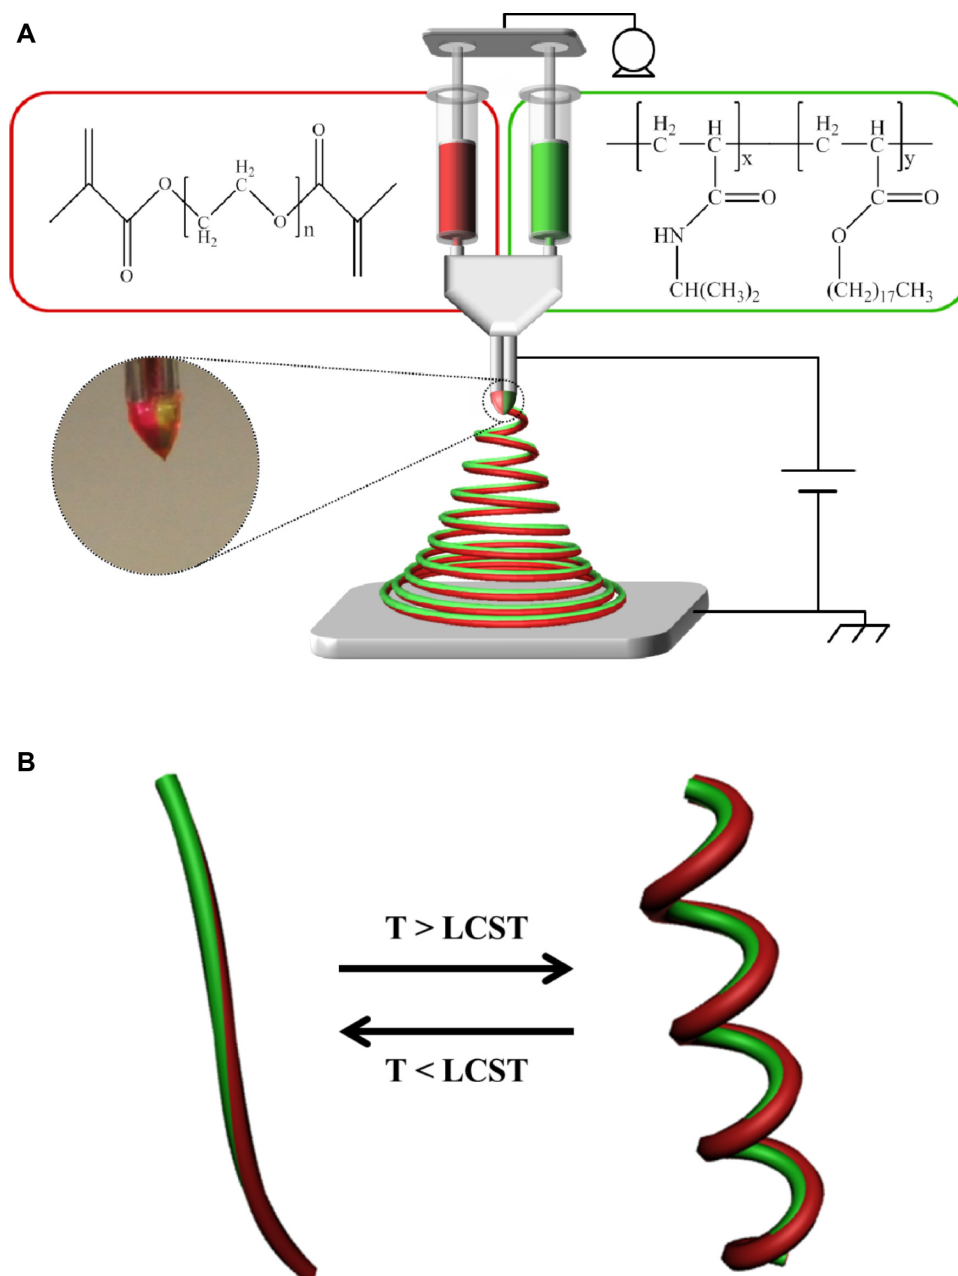 A
H₂
C
H
C
x
H₂
C
H
C
y
O
O
H₂
C
O
C
H₂
O
n
O
C
O
HN
C
O
O
CH(CH₃)₂
(CH₂)₁₇CH₃
B
T > LCST
T < LCST